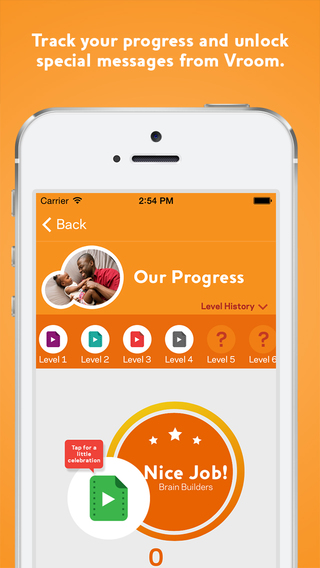 Track your progress and unlock
special messages from Vroom.
Carrier 2:54 PM
Back
Our Progress
Level History
Level 1 Level 2 Level 3 Level 4 Level 5 Level 6
? ?
Tap for a
little
celebration
Nice Job!
Brain Builders
0